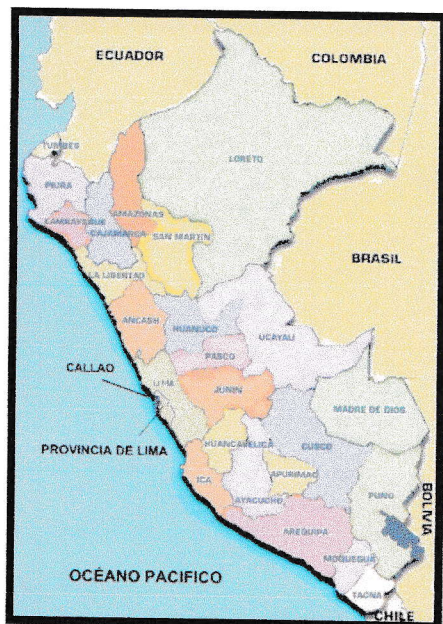 ECUADOR
COLOMBIA
TUMBES
LORETO
PIURA
LAMBAYEQUE
AMAZONAS
CAJAMARCA
SAN MARTIN
BRASIL
LA LIBERTAD
ANCASH
HUANUCO
UCAYALI
PASCO
CALLAO
LIMA
JUNIN
MADRE DE DIOS
PROVINCIA DE LIMA
HUANCAVELICA
CUSCO
ICA
APURIMAC
AYACUCHO
PUNO
BOLIVIA
AREQUIPA
MOQUEGUA
OCÉANO PACIFICO
TACNA
CHILE